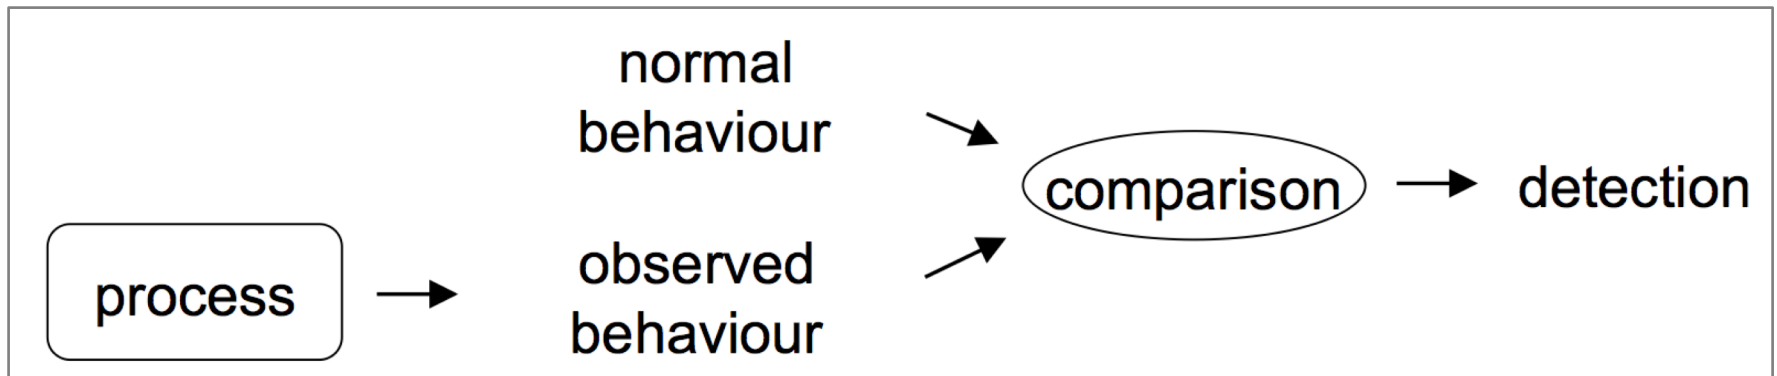 normal
behaviour
comparison
detection
process
observed
behaviour